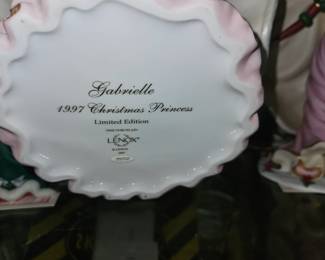 Gabrielle
1997 Christmas Princess
Limited Edition
LENOX